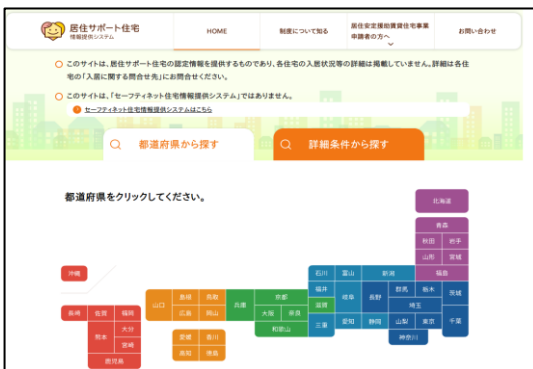 居住サポート住宅
情報提供システム
HOME
制度について知る
居住安定援助賃貸住宅事業
申請者の方へ
お問い合わせ
このサイトは、居住サポート住宅の認定情報を提供するものであり、各住宅の入居状況等の詳細は掲載していません。詳細は各住
宅の「入居に関する問合せ先」にお問合せください。
このサイトは、「セーフティネット住宅情報提供システム」ではありません。
セーフティネット住宅情報提供システムはこちら
都道府県から探す
詳細条件から探す
都道府県をクリックしてください。
北海道
青森
秋田 岩手
山形 宮城
沖縄
石川 富山 新潟 福島
山口 島根 鳥取 兵庫 京都 福井 岐阜 長野 群馬 栃木 茨城
長崎 佐賀 福岡 広島 岡山 大阪 奈良 滋賀 埼玉
熊本 大分 愛媛 香川 和歌山 三重 愛知 静岡 山梨 東京 千葉
宮崎 高知 徳島 神奈川
鹿児島